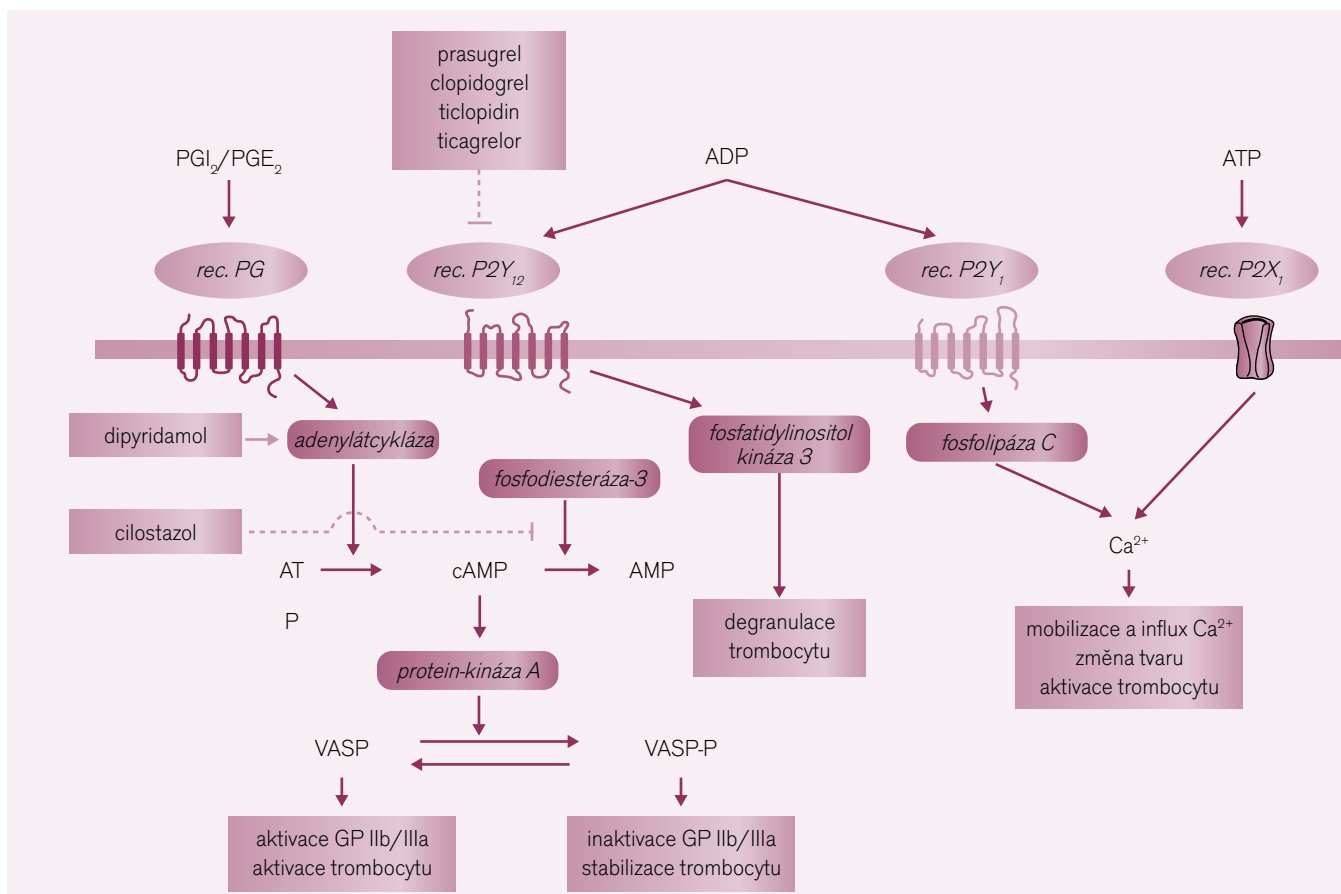 prasugrel
clopidogrel
ticlopidin
ticagrelor
PGI₂/PGE₂
ADP
ATP
rec. PG
rec. P2Y₁₂
rec. P2Y₁
rec. P2X₁
dipyridamol
adenylátcykláza
fosfatidylinositol
kináza 3
fosfolipáza C
fosfodiesteráza-3
cilostazol
AT
P
cAMP
AMP
Ca²⁺
degranulace
trombocytu
mobilizace a influx Ca²⁺
změna tvaru
aktivace trombocytu
protein-kináza A
VASP
VASP-P
aktivace GP IIb/IIIa
aktivace trombocytu
inaktivace GP IIb/IIIa
stabilizace trombocytu